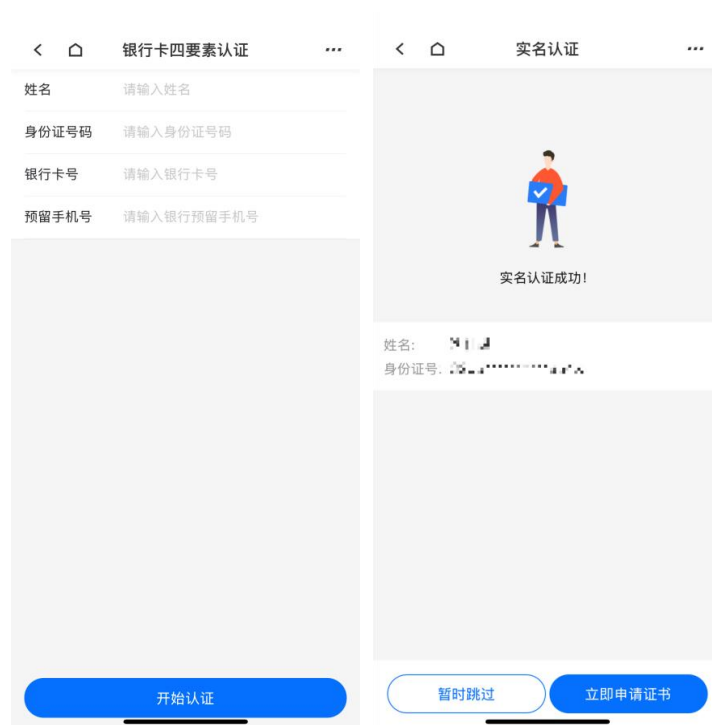 银行卡四要素认证
姓名 请输入姓名
身份证号码 请输入身份证号码
银行卡号 请输入银行卡号
预留手机号 请输入银行预留手机号
开始认证
实名认证
实名认证成功!
姓名:
身份证号:
暂时跳过
立即申请证书